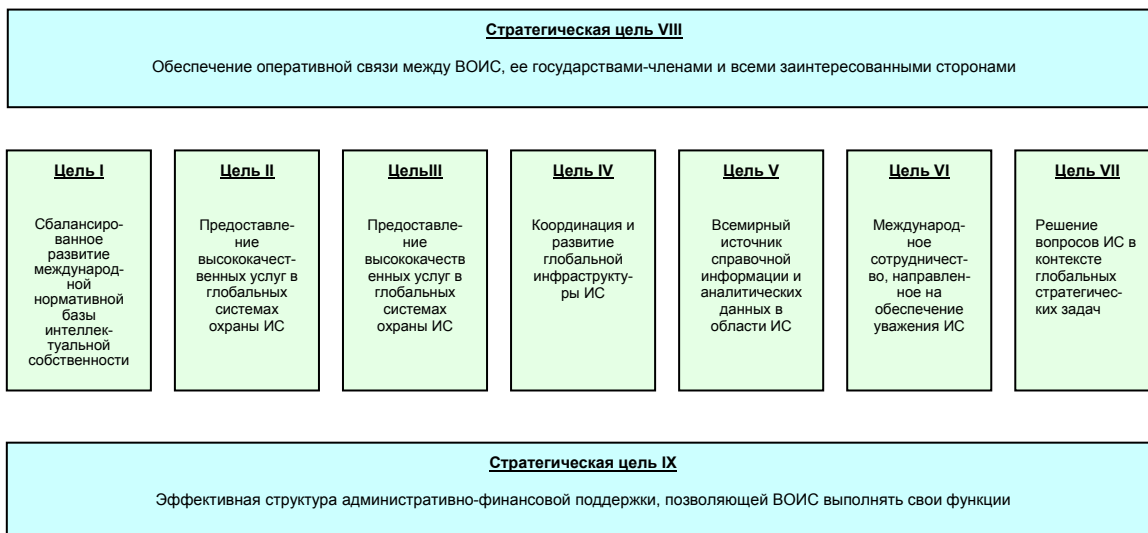 Стратегическая цель VIII
Обеспечение оперативной связи между ВОИС, ее государствами-членами и всеми заинтересованными сторонами
Цель I
Сбалансиро-
ванное
развитие
международ-
ной
нормативной
базы
интеллек-
туальной
собственности
Цель II
Предоставле-
ние
высококачест-
венных услуг в
глобальных
системах
охраны ИС
ЦельIII
Предоставле-
ние
высококачеств
енных услуг в
глобальных
системах
охраны ИС
Цель IV
Координация и
развитие
глобальной
инфраструкту-
ры ИС
Цель V
Всемирный
источник
справочной
информации и
аналитических
данных в
области ИС
Цель VI
Международ-
ное
сотрудничест-
во, направлен-
ное на
обеспечение
уважения ИС
Цель VII
Решение
вопросов ИС в
контексте
глобальных
стратегичес-
ких задач
Стратегическая цель IX
Эффективная структура административно-финансовой поддержки, позволяющей ВОИС выполнять свои функции